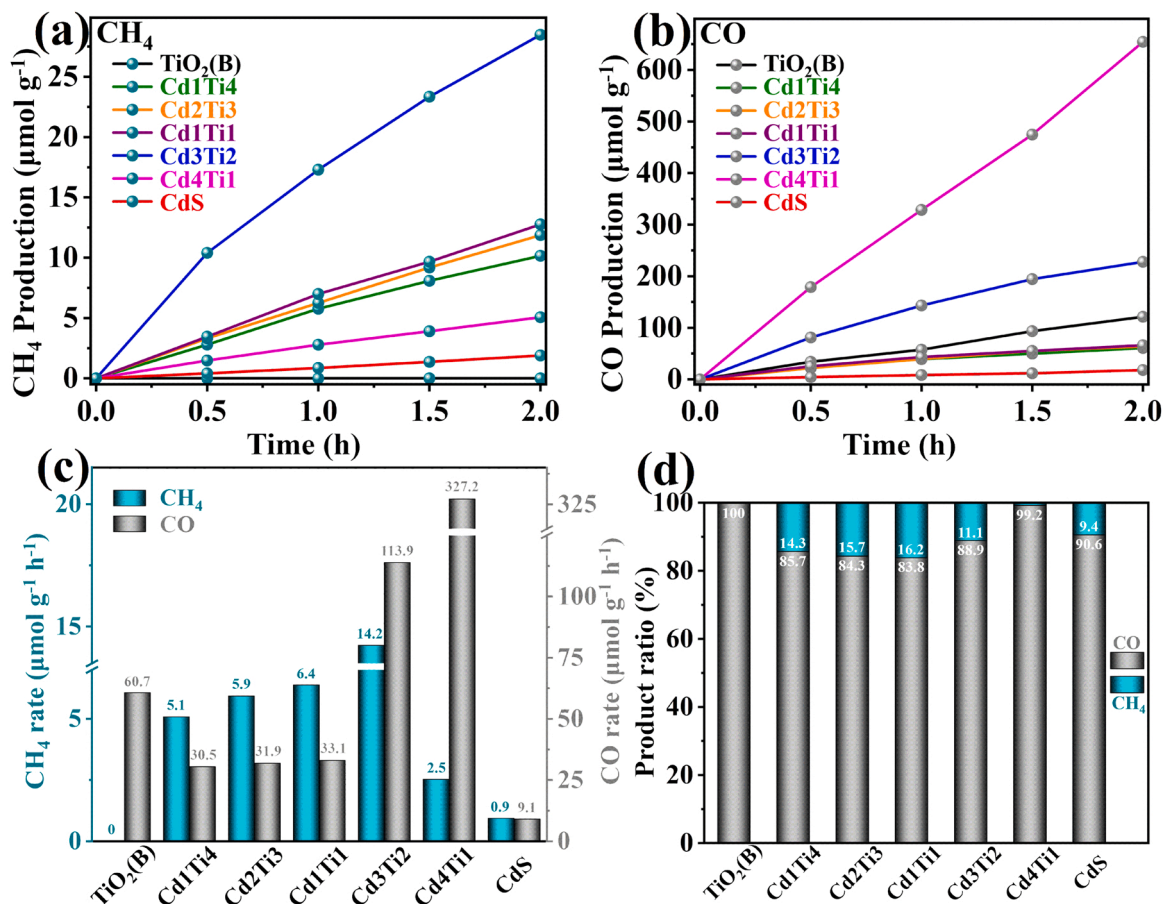 (a)
CH₄
TiO₂(B)
Cd1Ti4
Cd2Ti3
Cd1Ti1
Cd3Ti2
Cd4Ti1
CdS
CH₄ Production (μmol g⁻¹)
25
20
15
10
5
0
0.0 0.5 1.0 1.5 2.0
Time (h)
(b)
CO
TiO₂(B)
Cd1Ti4
Cd2Ti3
Cd1Ti1
Cd3Ti2
Cd4Ti1
CdS
CO Production (μmol g⁻¹)
600
500
400
300
200
100
0
0.0 0.5 1.0 1.5 2.0
Time (h)
(c)
CH₄
CO
CH₄ rate (μmol g⁻¹ h⁻¹)
20
15
5
0
CO rate (μmol g⁻¹ h⁻¹)
325
100
75
50
25
0
0 60.7
5.1 30.5
5.9 31.9
6.4 33.1
14.2 113.9
2.5 327.2
0.9 9.1
TiO₂(B) Cd1Ti4 Cd2Ti3 Cd1Ti1 Cd3Ti2 Cd4Ti1 CdS
(d)
Product ratio (%)
100
80
60
40
20
0
100
14.3
85.7
15.7
84.3
16.2
83.8
11.1
88.9
99.2
9.4
90.6
CO
CH₄
TiO₂(B) Cd1Ti4 Cd2Ti3 Cd1Ti1 Cd3Ti2 Cd4Ti1 CdS